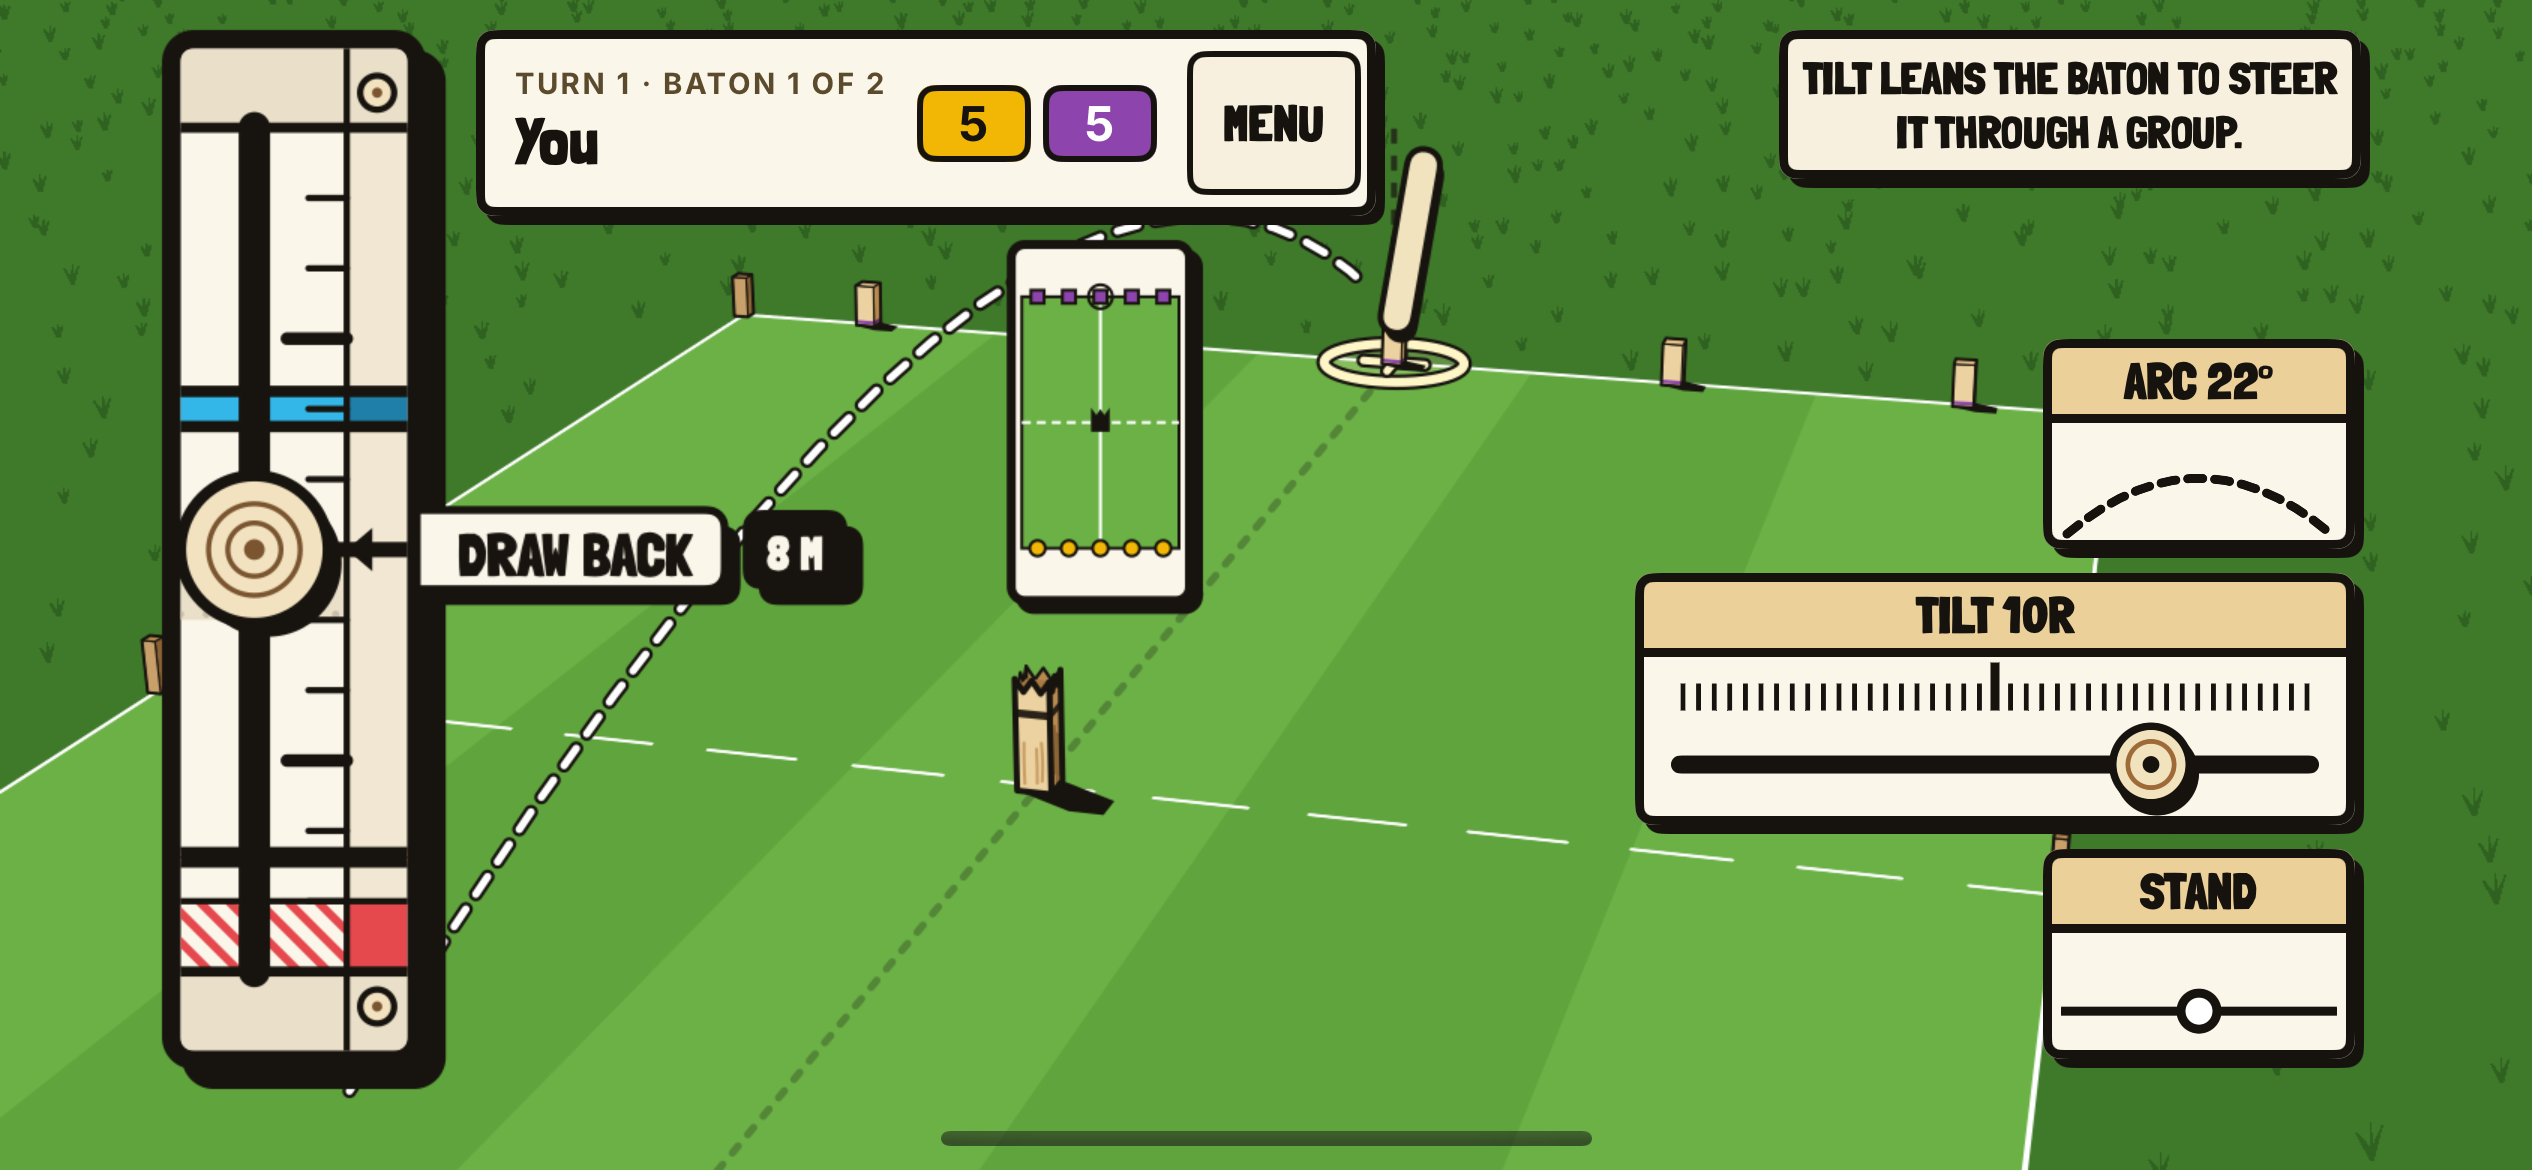 TURN 1 · BATON 1 OF 2
You
5
5
MENU
TILT LEANS THE BATON TO STEER
IT THROUGH A GROUP.
ARC 22°
DRAW BACK
8 M
TILT 10R
STAND